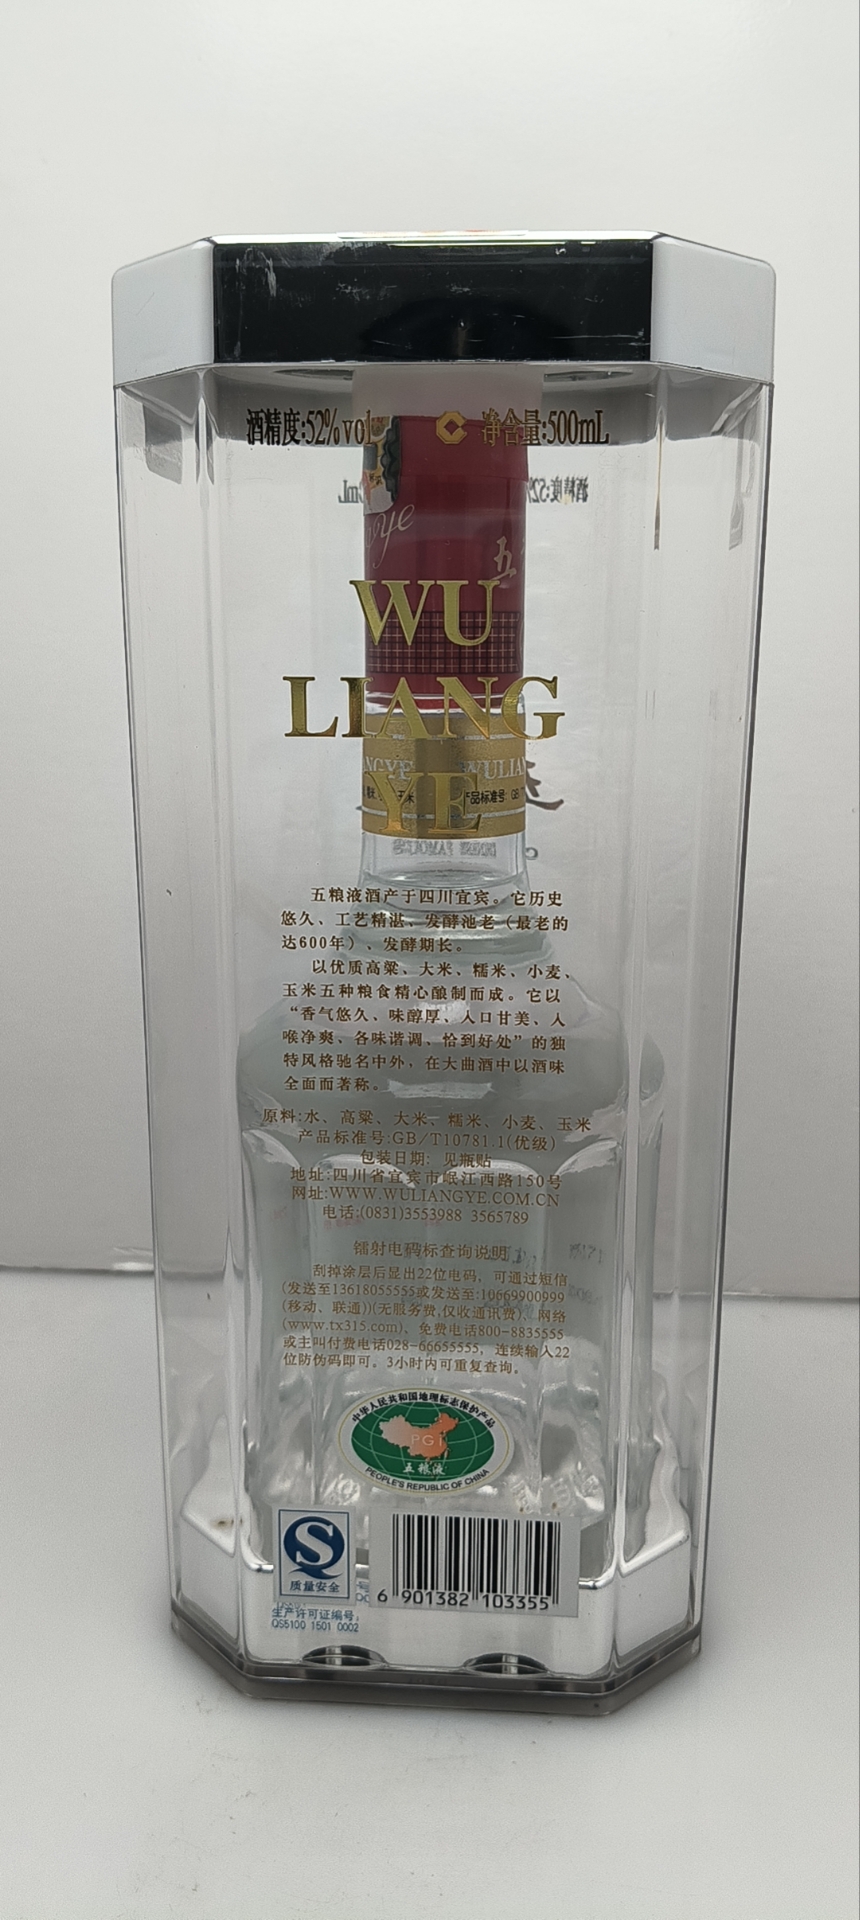 酒精度:52%vol 净含量:500mL
ye
五
WU
LIANG
YE
WULIAN
产品标准号: GB
五粮液酒产于四川宜宾。它历史
悠久、工艺精湛、发酵池老（最老的
达600年）、发酵期长。
以优质高粱、大米、糯米、小麦、
玉米五种粮食精心酿制而成。它以
“香气悠久、味醇厚、入口甘美、入
喉净爽、各味谐调、恰到好处”的独
特风格驰名中外，在大曲酒中以酒味
全面而著称。
原料:水、高粱、大米、糯米、小麦、玉米
产品标准号:GB/T10781.1(优级)
包装日期: 见瓶贴
地址:四川省宜宾市岷江西路150号
网址:WWW.WULIANGYE.COM.CN
电话:(0831)3553988 3565789
镭射电码标查询说明
刮掉涂层后显出22位电码，可通过短信
(发送至13618055555或发送至:10669900999
(移动、联通))(无服务费,仅收通讯费)、网络
(www.tx315.com)、免费电话800-8835555
或主叫付费电话028-66655555，连续输入22
位防伪码即可。3小时内可重复查询。
中华人民共和国地理标志保护产品
PGI
五粮液
PEOPLE'S REPUBLIC OF CHINA
质量安全
生产许可证编号:
QS5100 1501 0002
6 901382 103355